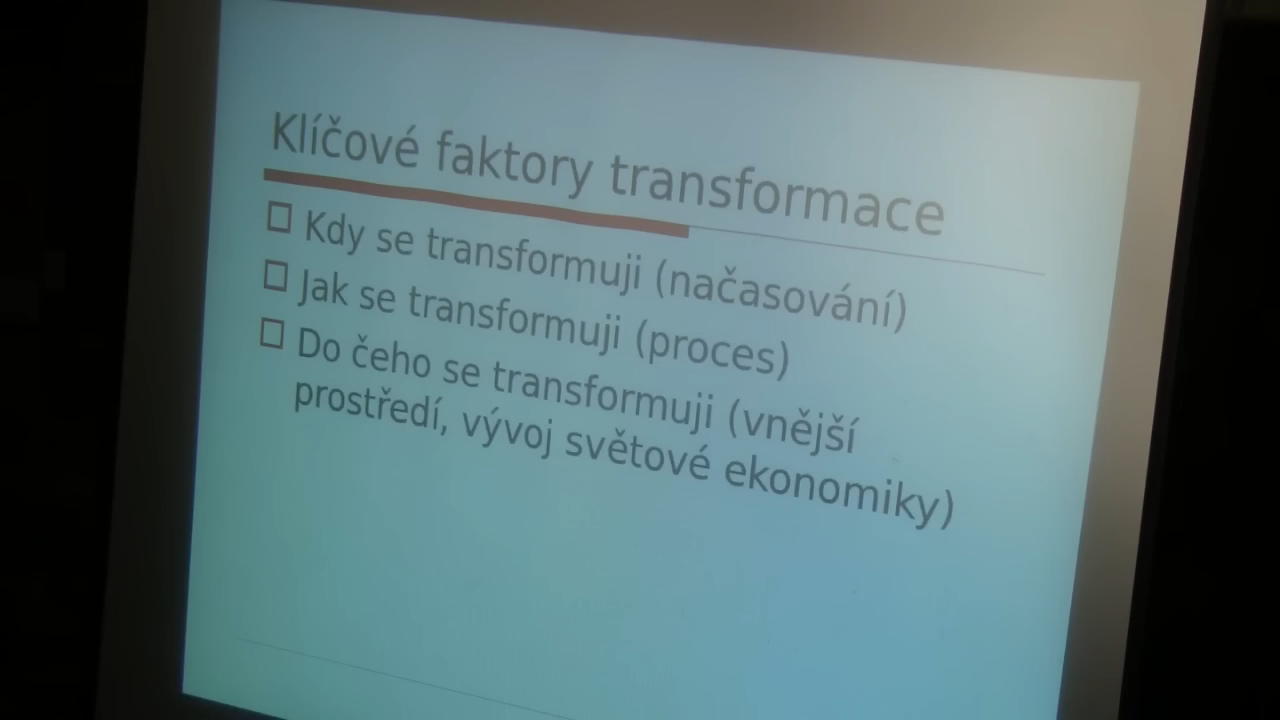 Klíčové faktory transformace
Kdy se transformuji (načasování)
Jak se transformuji (proces)
Do čeho se transformuji (vnější
prostředí, vývoj světové ekonomiky)